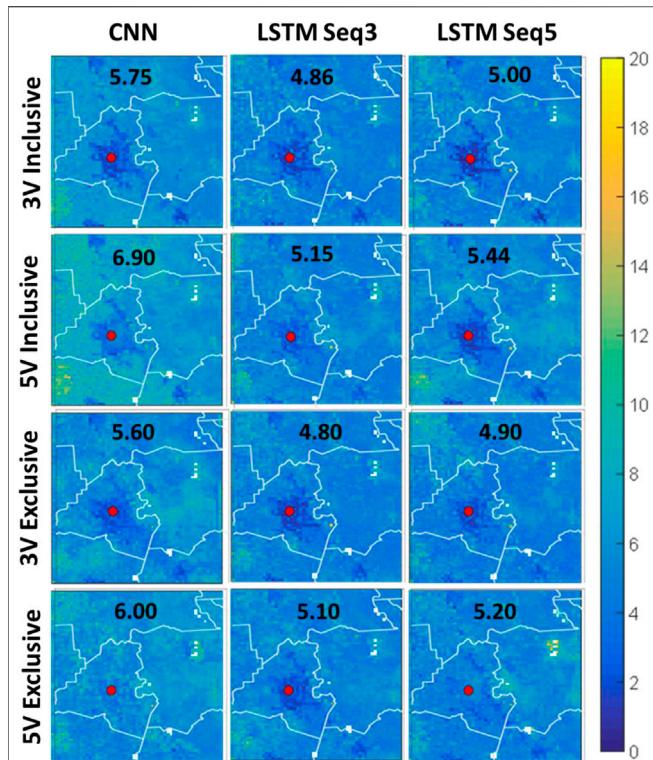 CNN LSTM Seq3 LSTM Seq5
3V Inclusive 5.75 4.86 5.00
5V Inclusive 6.90 5.15 5.44
3V Exclusive 5.60 4.80 4.90
5V Exclusive 6.00 5.10 5.20
20
18
16
14
12
10
8
6
4
2
0